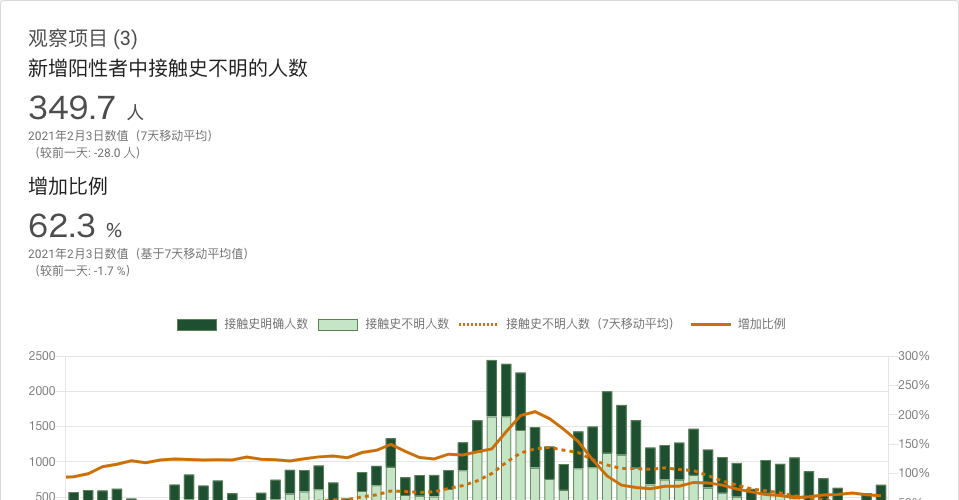 观察项目 (3)
新增阳性者中接触史不明的人数
349.7 人
2021年2月3日数值（7天移动平均）
（较前一天: -28.0 人）
增加比例
62.3 %
2021年2月3日数值（基于7天移动平均值）
（较前一天: -1.7 %）
接触史明确人数 接触史不明人数 接触史不明人数（7天移动平均） 增加比例
2500 300%
250%
2000
200%
1500
150%
1000
100%
500